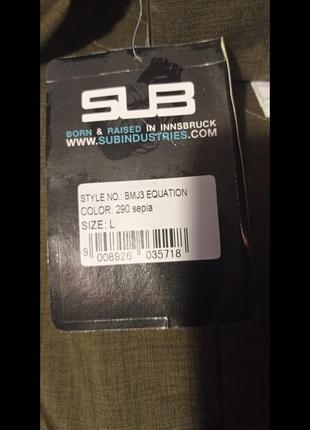 SUB
BORN & RAISED IN INNSBRUCK
WWW.SUBINDUSTRIES.COM
STYLE NO.: BMJ3 EQUATION
COLOR: 290 sepia
SIZE: L
9 008926 035718